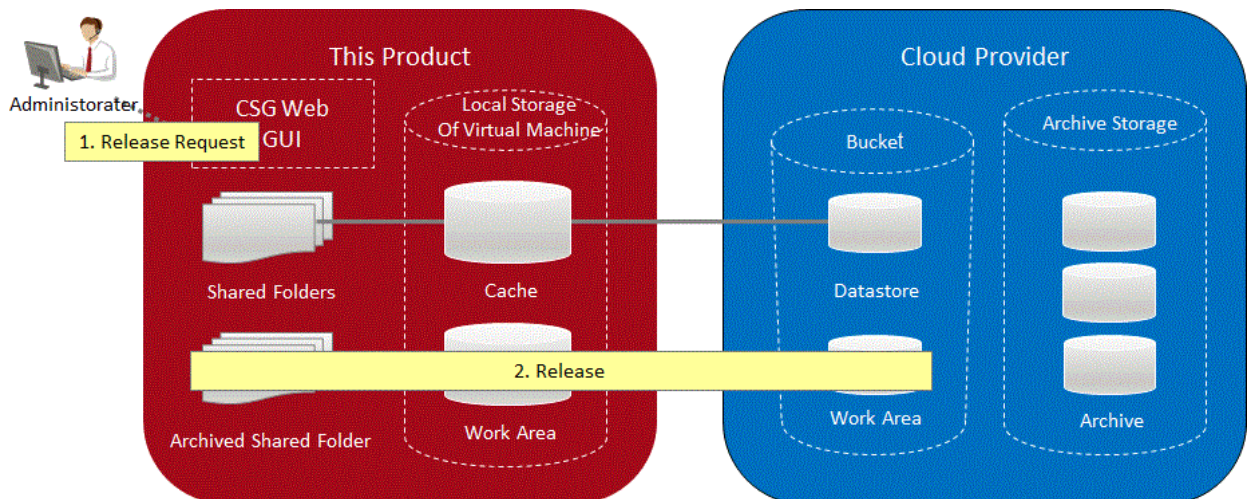 This Product
Cloud Provider
Administorater
CSG Web
GUI
1. Release Request
Local Storage
Of Virtual Machine
Bucket
Archive Storage
Shared Folders
Cache
Datastore
2. Release
Archived Shared Folder
Work Area
Work Area
Archive